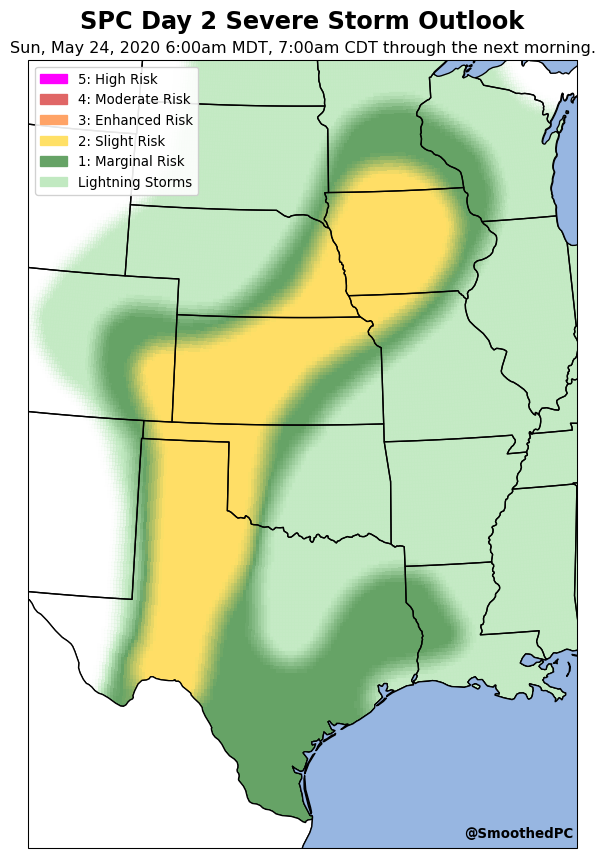 SPC Day 2 Severe Storm Outlook
Sun, May 24, 2020 6:00am MDT, 7:00am CDT through the next morning.
5: High Risk
4: Moderate Risk
3: Enhanced Risk
2: Slight Risk
1: Marginal Risk
Lightning Storms
@SmoothedPC